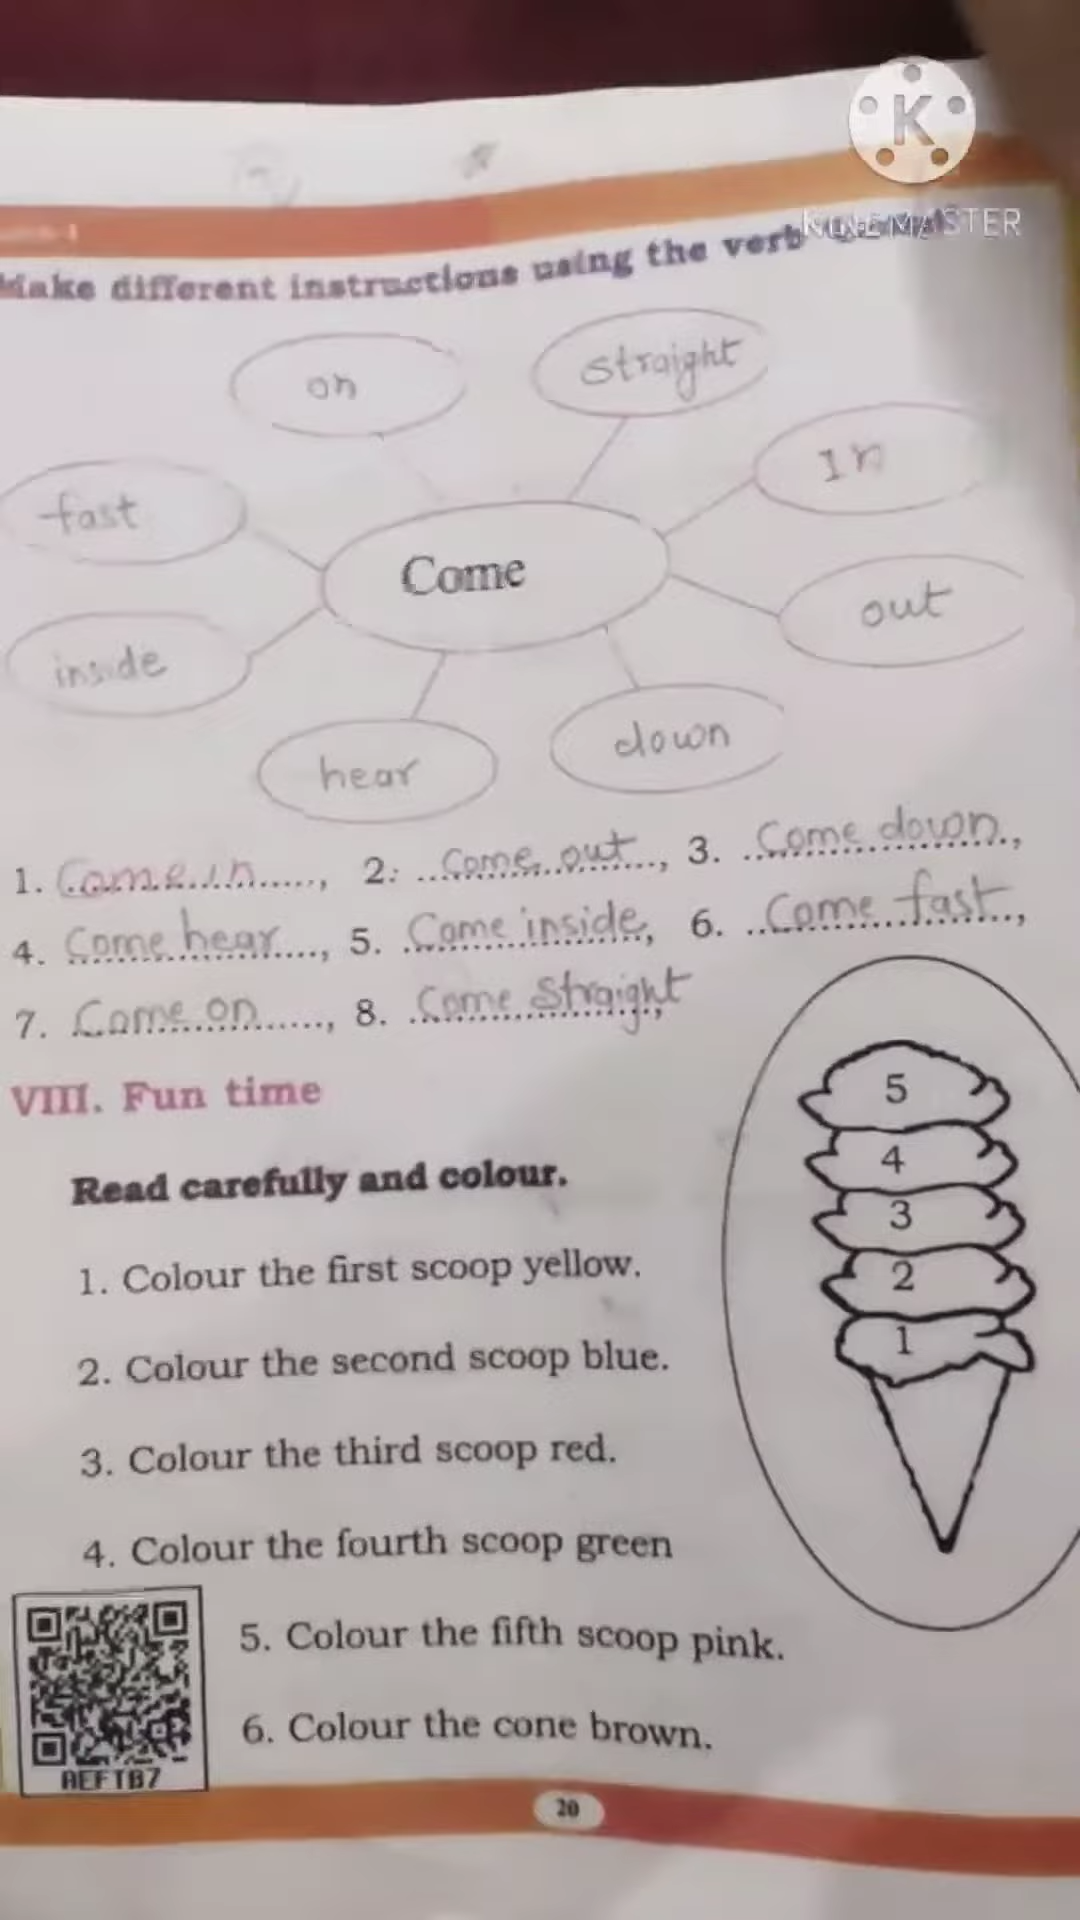 K
KINEMASTER
Make different instructions using the verb
on
straight
In
fast
Come
out
inside
down
hear
1. Come in, 2: Come out, 3. Come down,
4. Come hear, 5. Come inside, 6. Come fast,
7. Come on, 8. Come Straight,
VIII. Fun time
Read carefully and colour.
5
4
3
2
1
1. Colour the first scoop yellow.
2. Colour the second scoop blue.
3. Colour the third scoop red.
4. Colour the fourth scoop green
5. Colour the fifth scoop pink.
6. Colour the cone brown.
AEFTB7
20